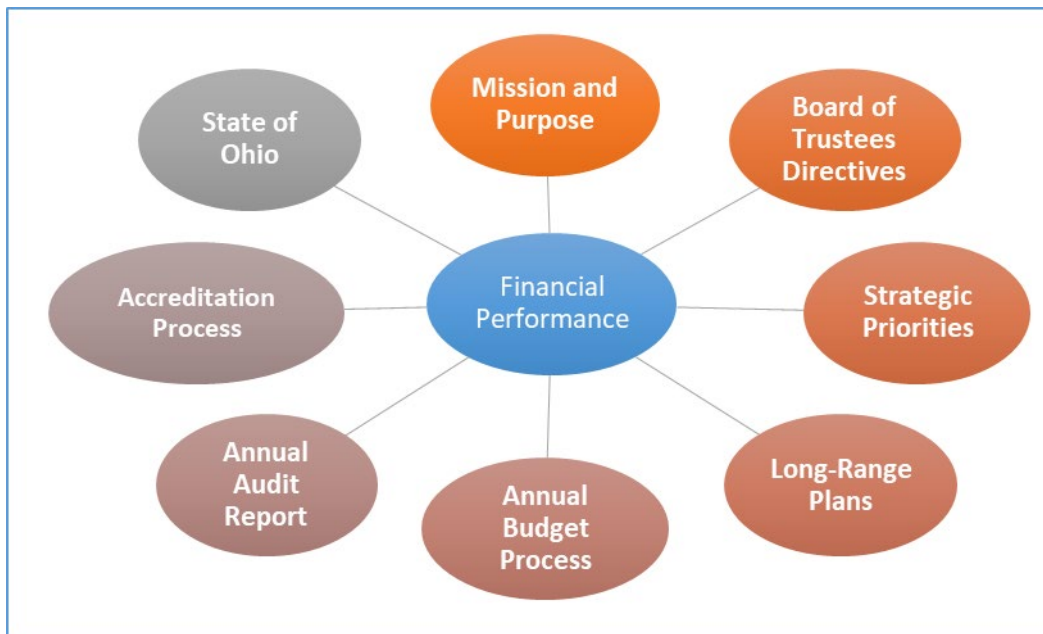 Mission and
Purpose
Board of
Trustees
Directives
Strategic
Priorities
Long-Range
Plans
Annual
Budget
Process
Annual
Audit
Report
Accreditation
Process
State of
Ohio
Financial
Performance